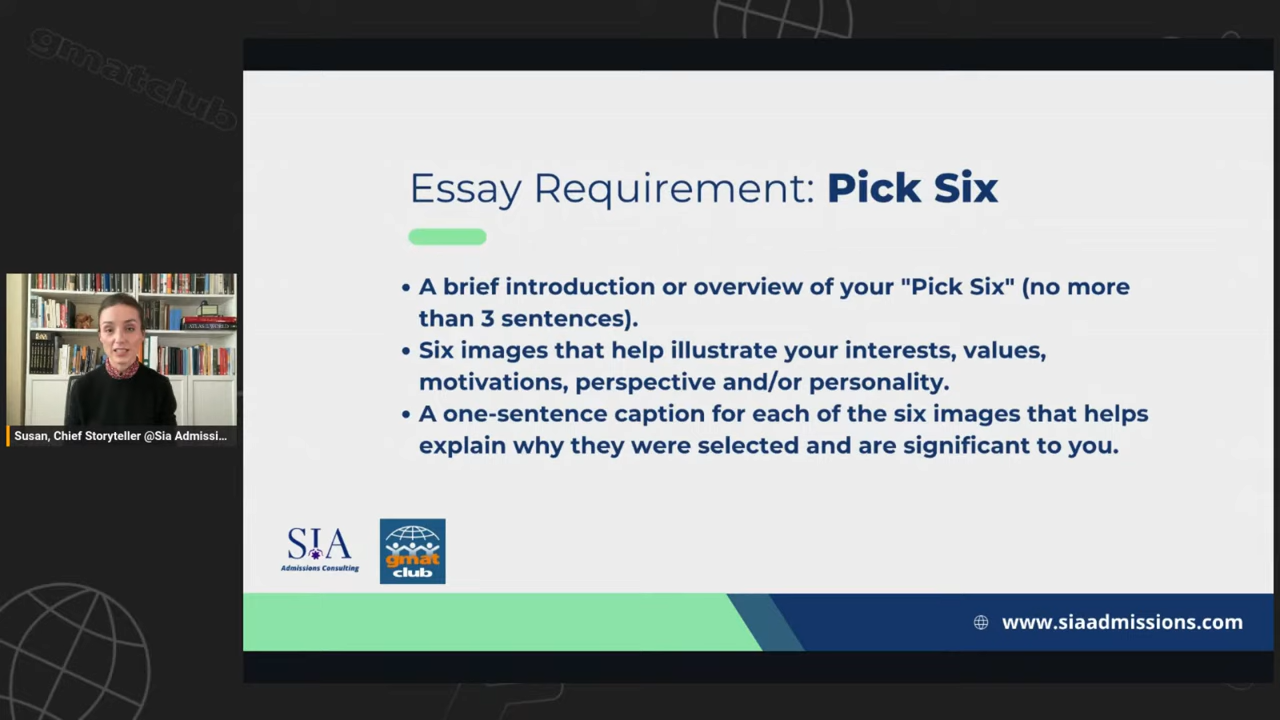 gmatclub
Essay Requirement: Pick Six
• A brief introduction or overview of your "Pick Six" (no more
than 3 sentences).
• Six images that help illustrate your interests, values,
motivations, perspective and/or personality.
• A one-sentence caption for each of the six images that helps
explain why they were selected and are significant to you.
Susan, Chief Storyteller @Sia Admissi...
SIA
Admissions Consulting
gmat
club
www.siaadmissions.com